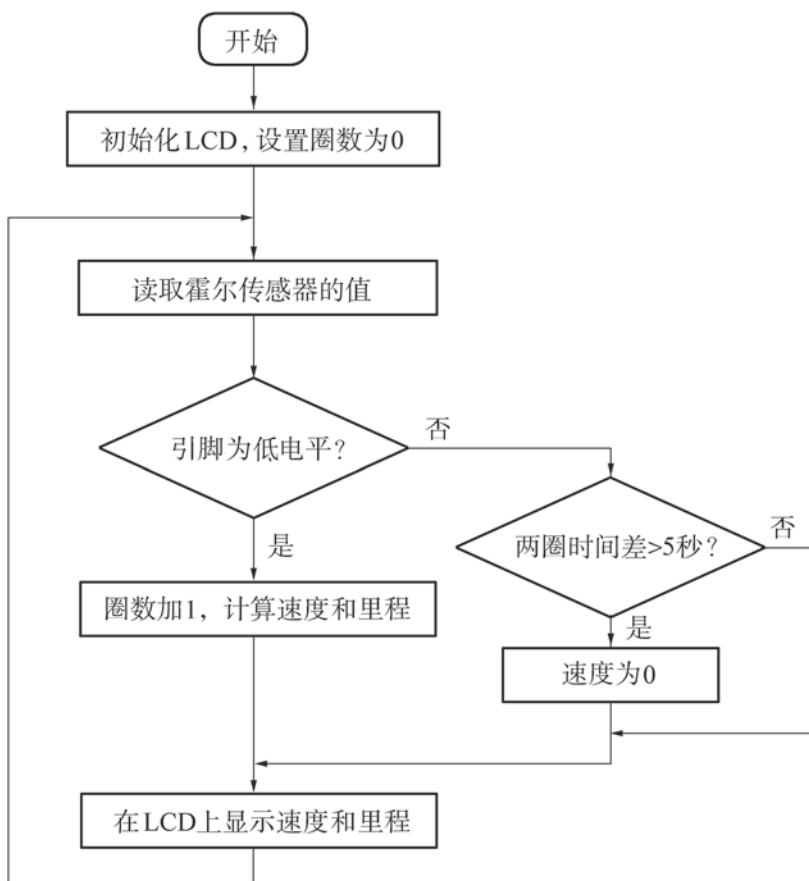 开始
初始化LCD，设置圈数为0
读取霍尔传感器的值
引脚为低电平？
否
是
两圈时间差>5秒？
否
是
圈数加1，计算速度和里程
速度为0
在LCD上显示速度和里程